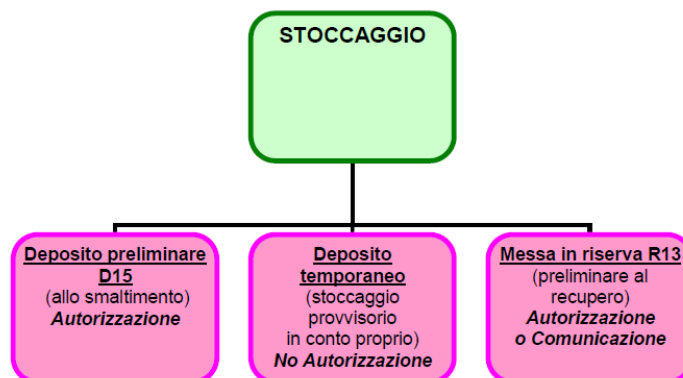 STOCCAGGIO
Deposito preliminare
D15
(allo smaltimento)
Autorizzazione
Deposito
temporaneo
(stoccaggio
provvisorio
in conto proprio)
No Autorizzazione
Messa in riserva R13
(preliminare al
recupero)
Autorizzazione
o Comunicazione